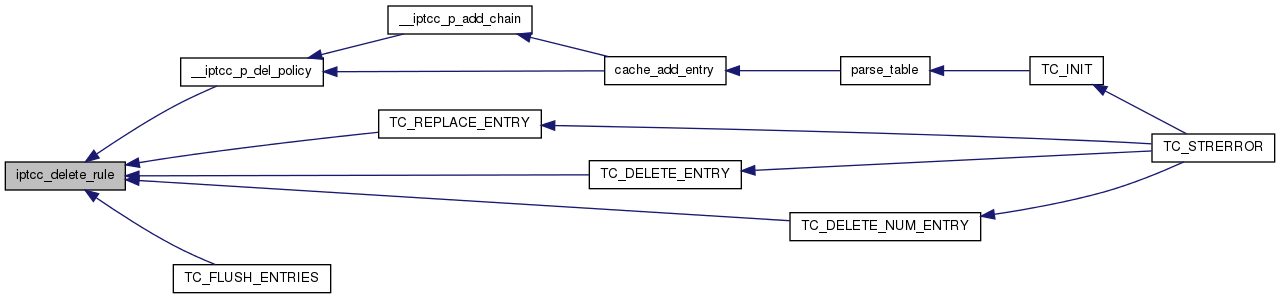 __iptcc_p_add_chain
__iptcc_p_del_policy
cache_add_entry
parse_table
TC_INIT
TC_REPLACE_ENTRY
TC_STRERROR
iptcc_delete_rule
TC_DELETE_ENTRY
TC_DELETE_NUM_ENTRY
TC_FLUSH_ENTRIES